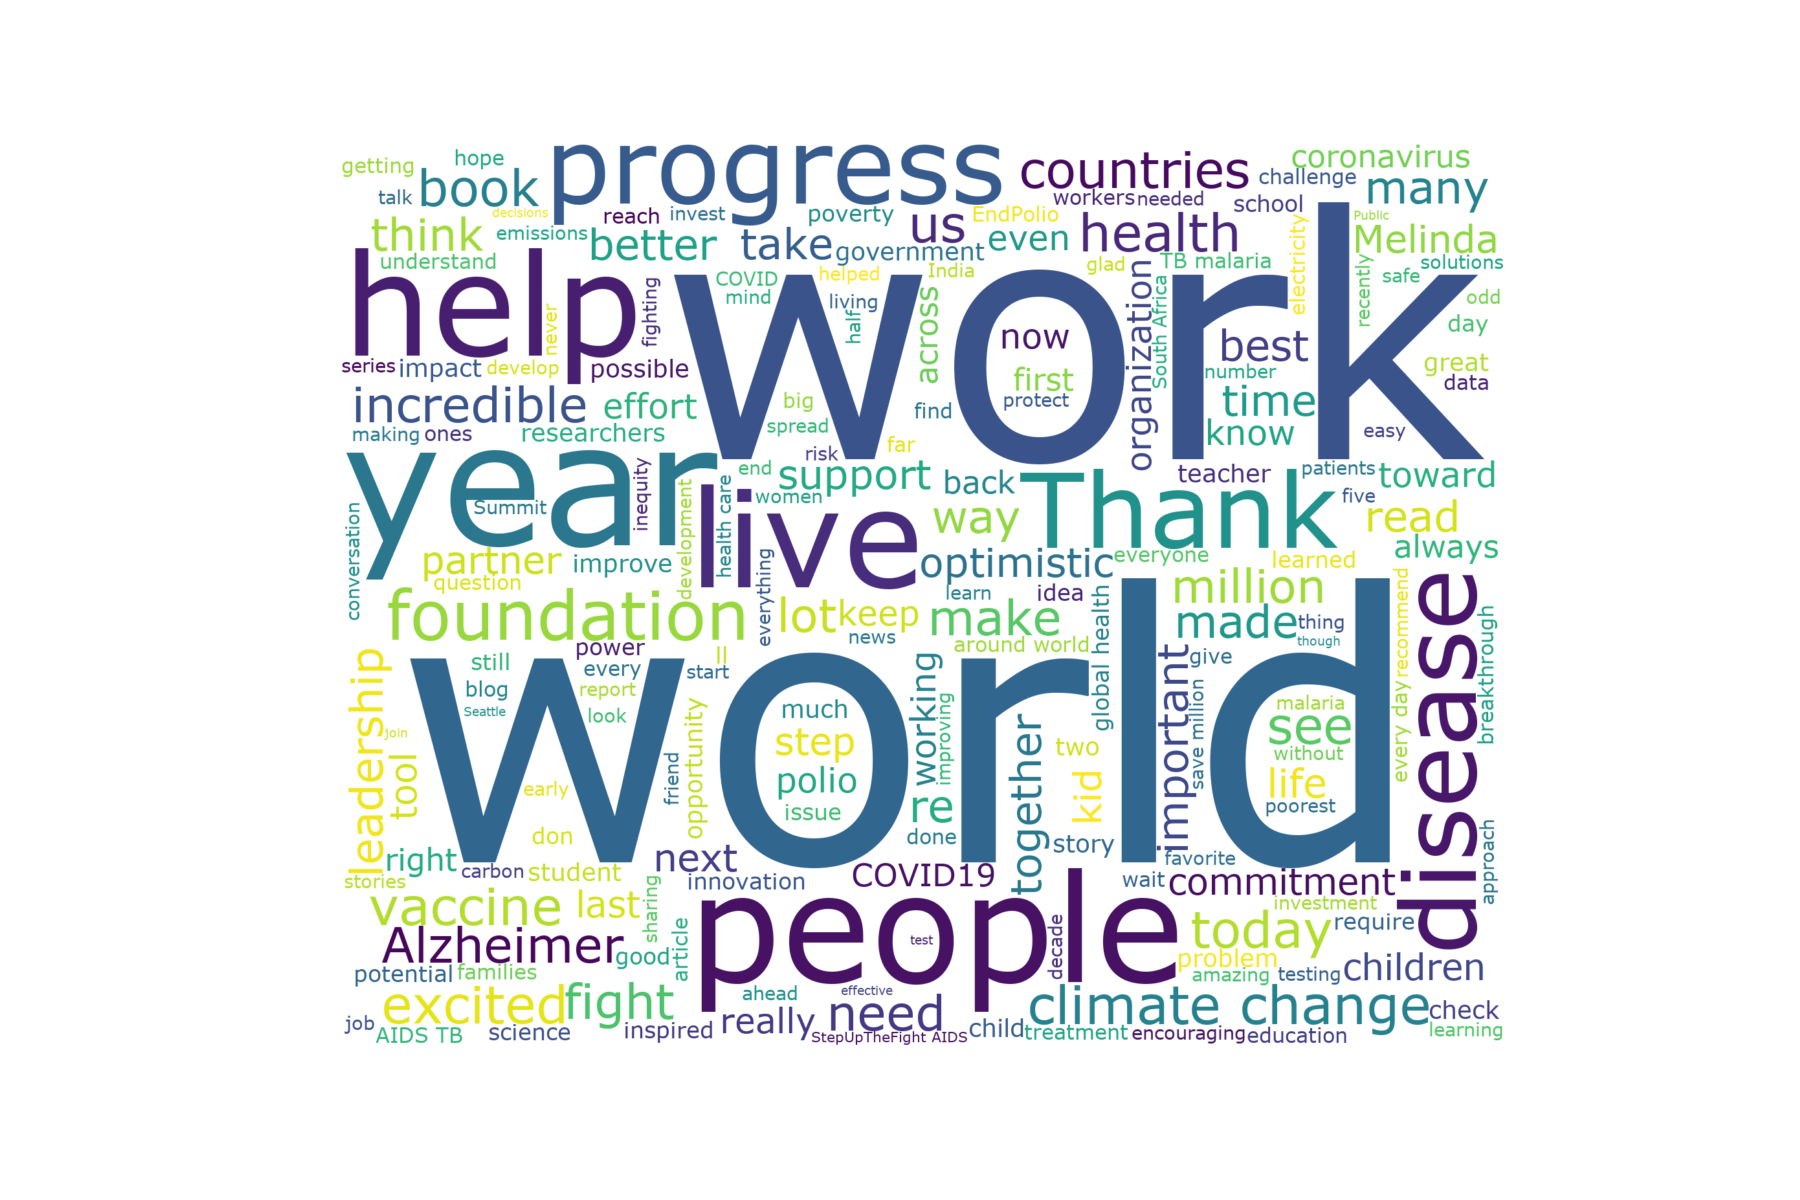 getting
hope
talk
book
progress
decisions
countries
coronavirus
challenge
many
workers
needed
school
think
emissions
understand
reach
invest
poverty
better
take
us
government
EndPolio
even
health
electricity
Public
Melinda
solutions
help
fighting
never
COVID
mind
helped
living
half
India
across
work
now
first
protect
glad
TB malaria
organization
South Africa
recently
safe
odd
day
best
number
great
data
series
impact
develop
possible
incredible
effort
making
ones
researchers
big
spread
find
risk
far
time
know
easy
year
Summit
inequity
development
end
health care
support
women
live
everything
back
way
Thank
teacher
patients
five
toward
read
always
conversation
partner
question
improve
optimistic
everyone
learned
learn
idea
million
foundation
lot
keep
make
news
around world
global health
made
thing
though
every day
recommend
disease
breakthrough
power
still
every
ll
start
blog
report
Seattle
look
leadership
join
tool
world
early
don
friend
opportunity
much
step
polio
issue
working
improving
re
done
together
two
kid
story
important
save million
give
malaria
see
without
life
poorest
favorite
approach
right
stories
carbon
student
next
innovation
COVID19
wait
commitment
investment
require
vaccine
last
sharing
people
test
decade
today
Alzheimer
good
article
problem
amazing
testing
children
potential
families
excited
fight
ahead
effective
need
climate change
check
job
AIDS TB
science
inspired
really
StepUpTheFight AIDS
child
treatment
encouraging
education
learning